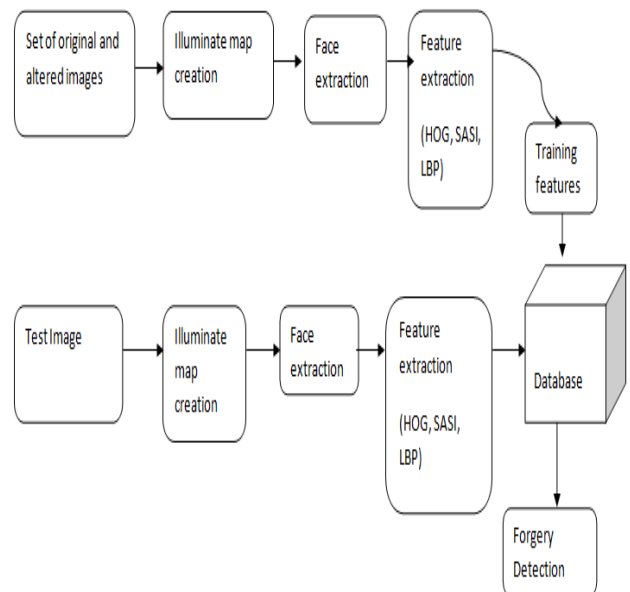 Set of original and
altered images
Illuminate map
creation
Face
extraction
Feature
extraction
(HOG, SASI,
LBP)
Training
features
Test Image
Illuminate
map
creation
Face
extraction
Feature
extraction
(HOG, SASI,
LBP)
Database
Forgery
Detection